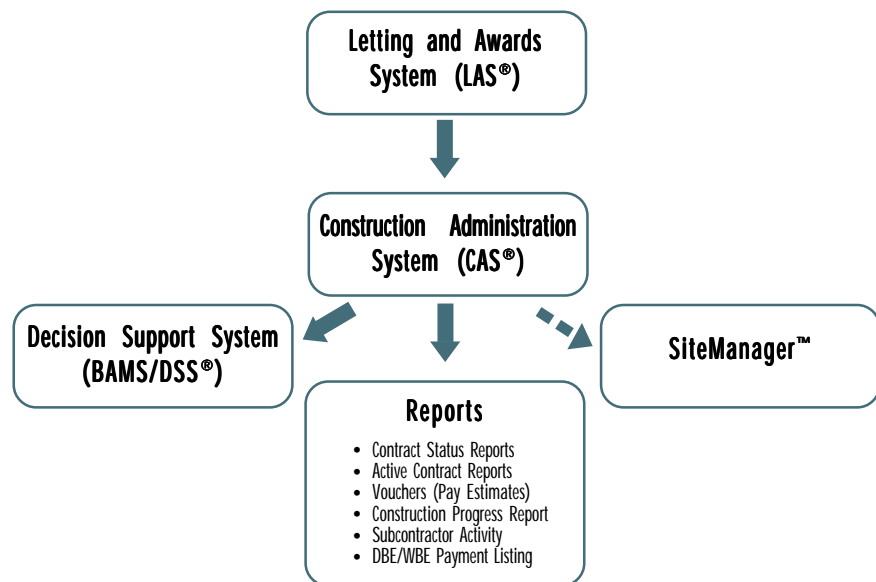 Letting and Awards
System (LAS®)
Construction Administration
System (CAS®)
Decision Support System
(BAMS/DSS®)
SiteManager™
Reports
• Contract Status Reports
• Active Contract Reports
• Vouchers (Pay Estimates)
• Construction Progress Report
• Subcontractor Activity
• DBE/WBE Payment Listing